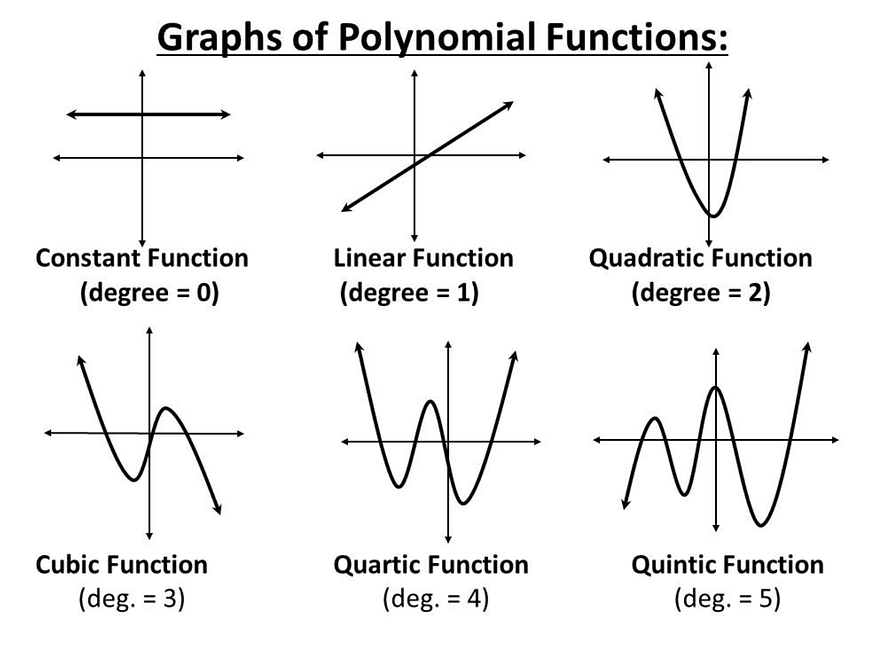 Graphs of Polynomial Functions:
Constant Function
(degree = 0)
Linear Function
(degree = 1)
Quadratic Function
(degree = 2)
Cubic Function
(deg. = 3)
Quartic Function
(deg. = 4)
Quintic Function
(deg. = 5)